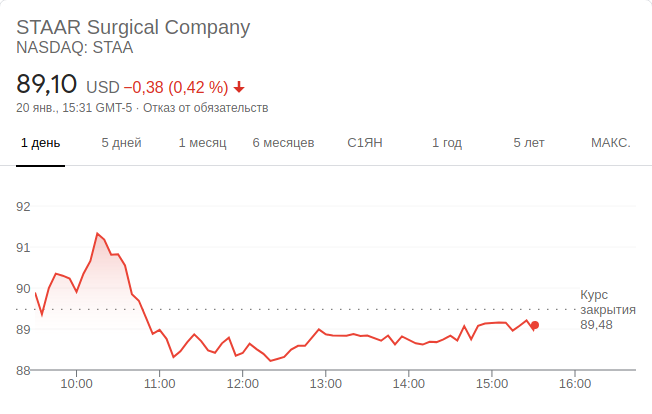 STAAR Surgical Company
NASDAQ: STAA
89,10 USD −0,38 (0,42 %)
20 янв., 15:31 GMT-5 · Отказ от обязательств
1 день 5 дней 1 месяц 6 месяцев С1ЯН 1 год 5 лет МАКС.
92
91
90
89
88
Курс
закрытия
89,48
10:00 11:00 12:00 13:00 14:00 15:00 16:00